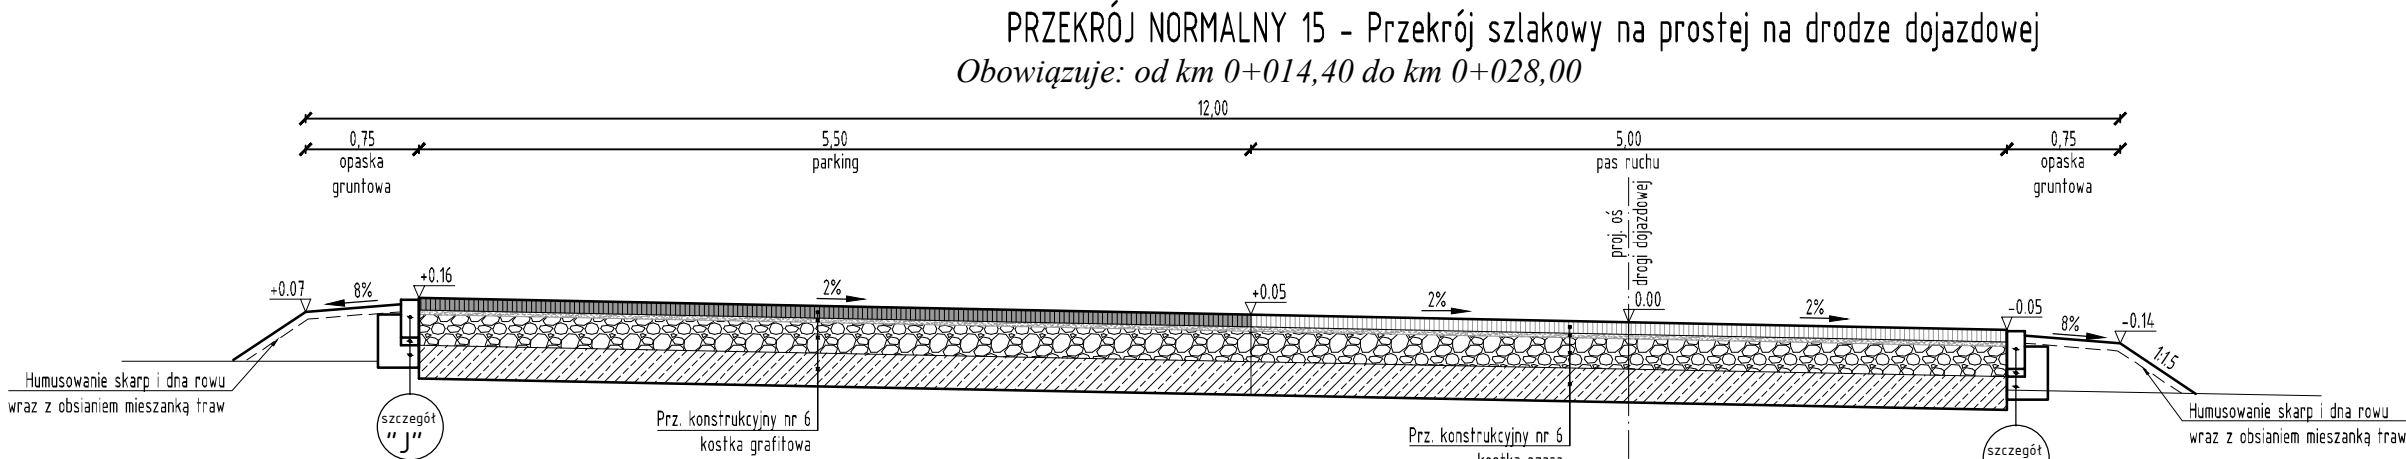 PRZEKRÓJ NORMALNY 15 - Przekrój szlakowy na prostej na drodze dojazdowej
Obowiązuje: od km 0+014,40 do km 0+028,00
12,00
0,75
opaska
gruntowa
5,50
parking
5,00
pas ruchu
0,75
opaska
gruntowa
proj. oś
drogi dojazdowej
+0.07
8%
+0.16
2%
+0.05
2%
0.00
2%
-0.05
8%
-0.14
1:1.5
Humusowanie skarp i dna rowu
wraz z obsianiem mieszanką traw
szczegół
"J"
Prz. konstrukcyjny nr 6
kostka grafitowa
Prz. konstrukcyjny nr 6
kostka szara
szczegół
Humusowanie skarp i dna rowu
wraz z obsianiem mieszanką traw